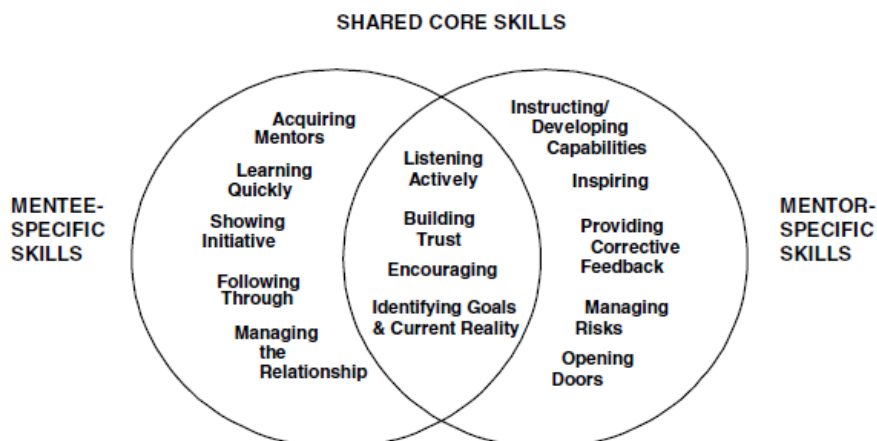 SHARED CORE SKILLS
MENTEE-
SPECIFIC
SKILLS
Acquiring
Mentors
Learning
Quickly
Showing
Initiative
Following
Through
Managing
the
Relationship
Listening
Actively
Building
Trust
Encouraging
Identifying Goals
& Current Reality
Instructing/
Developing
Capabilities
Inspiring
Providing
Corrective
Feedback
Managing
Risks
Opening
Doors
MENTOR-
SPECIFIC
SKILLS